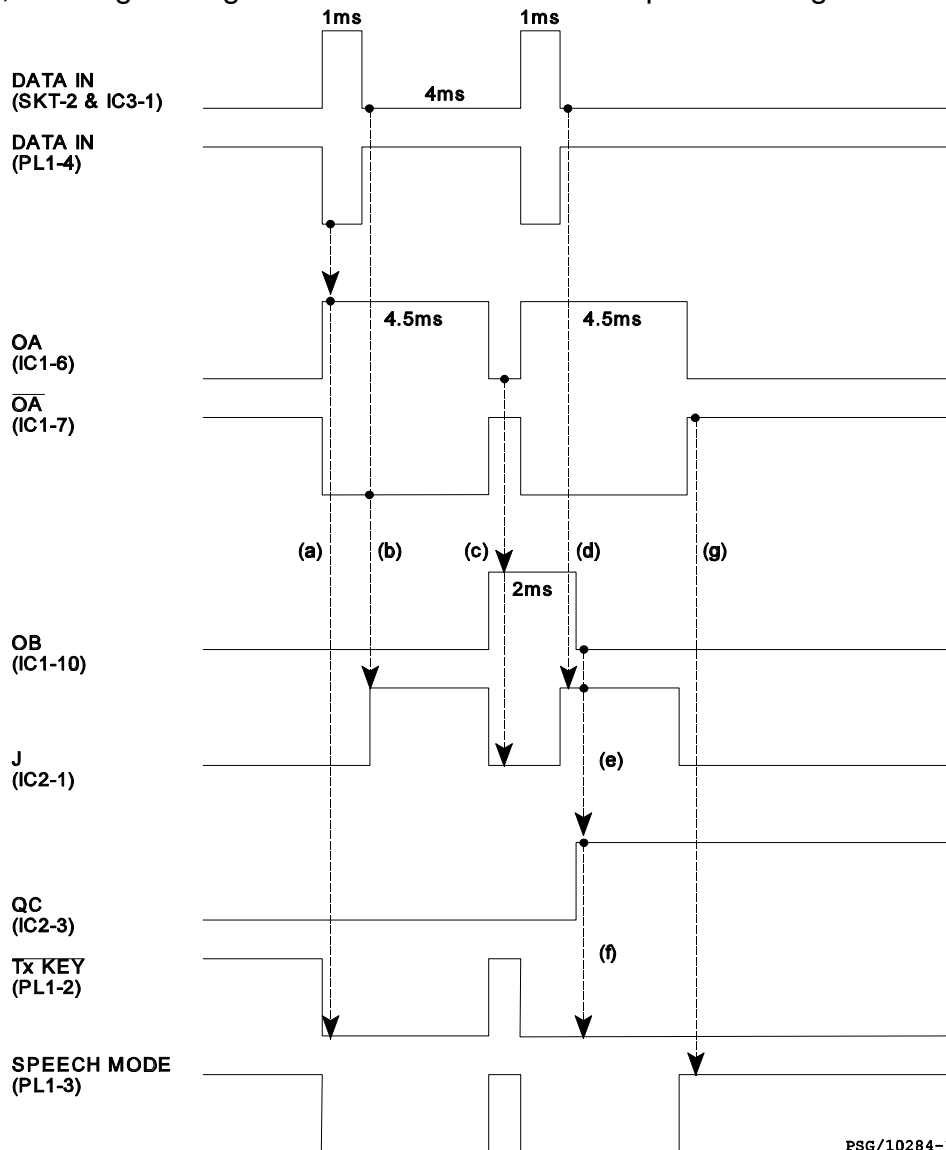 1ms 1ms
DATA IN
(SKT-2 & IC3-1)
4ms
DATA IN
(PL1-4)
4.5ms 4.5ms
OA
(IC1-6)
OA
(IC1-7)
(a) (b) (c) (d) (g)
2ms
OB
(IC1-10)
J
(IC2-1)
(e)
QC
(IC2-3)
(f)
Tx KEY
(PL1-2)
SPEECH MODE
(PL1-3)